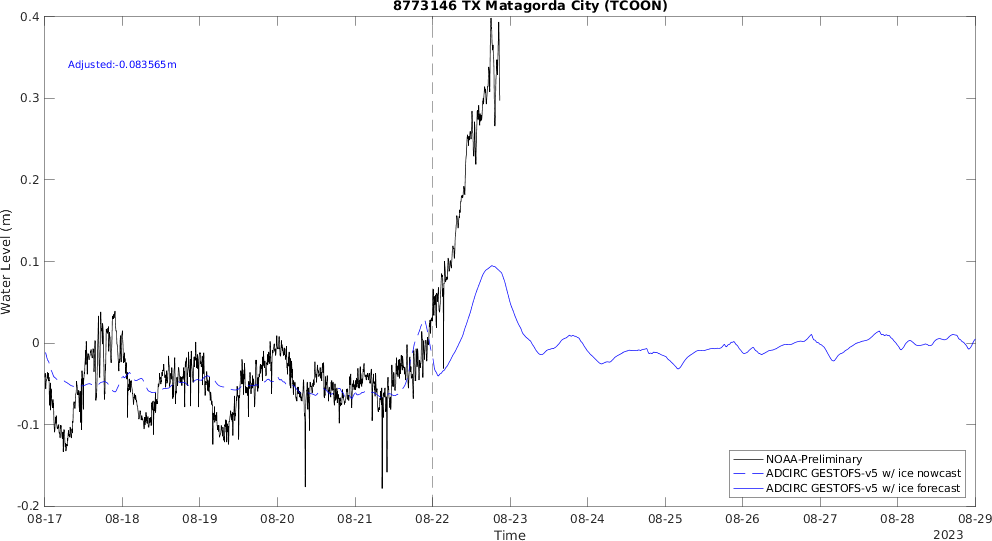 8773146 TX Matagorda City (TCOON)
Adjusted:-0.083565m
Water Level (m)
0.4
0.3
0.2
0.1
0
-0.1
-0.2
NOAA-Preliminary
ADCIRC GESTOFS-v5 w/ ice nowcast
ADCIRC GESTOFS-v5 w/ ice forecast
08-17 08-18 08-19 08-20 08-21 08-22 08-23 08-24 08-25 08-26 08-27 08-28 08-29
Time
2023